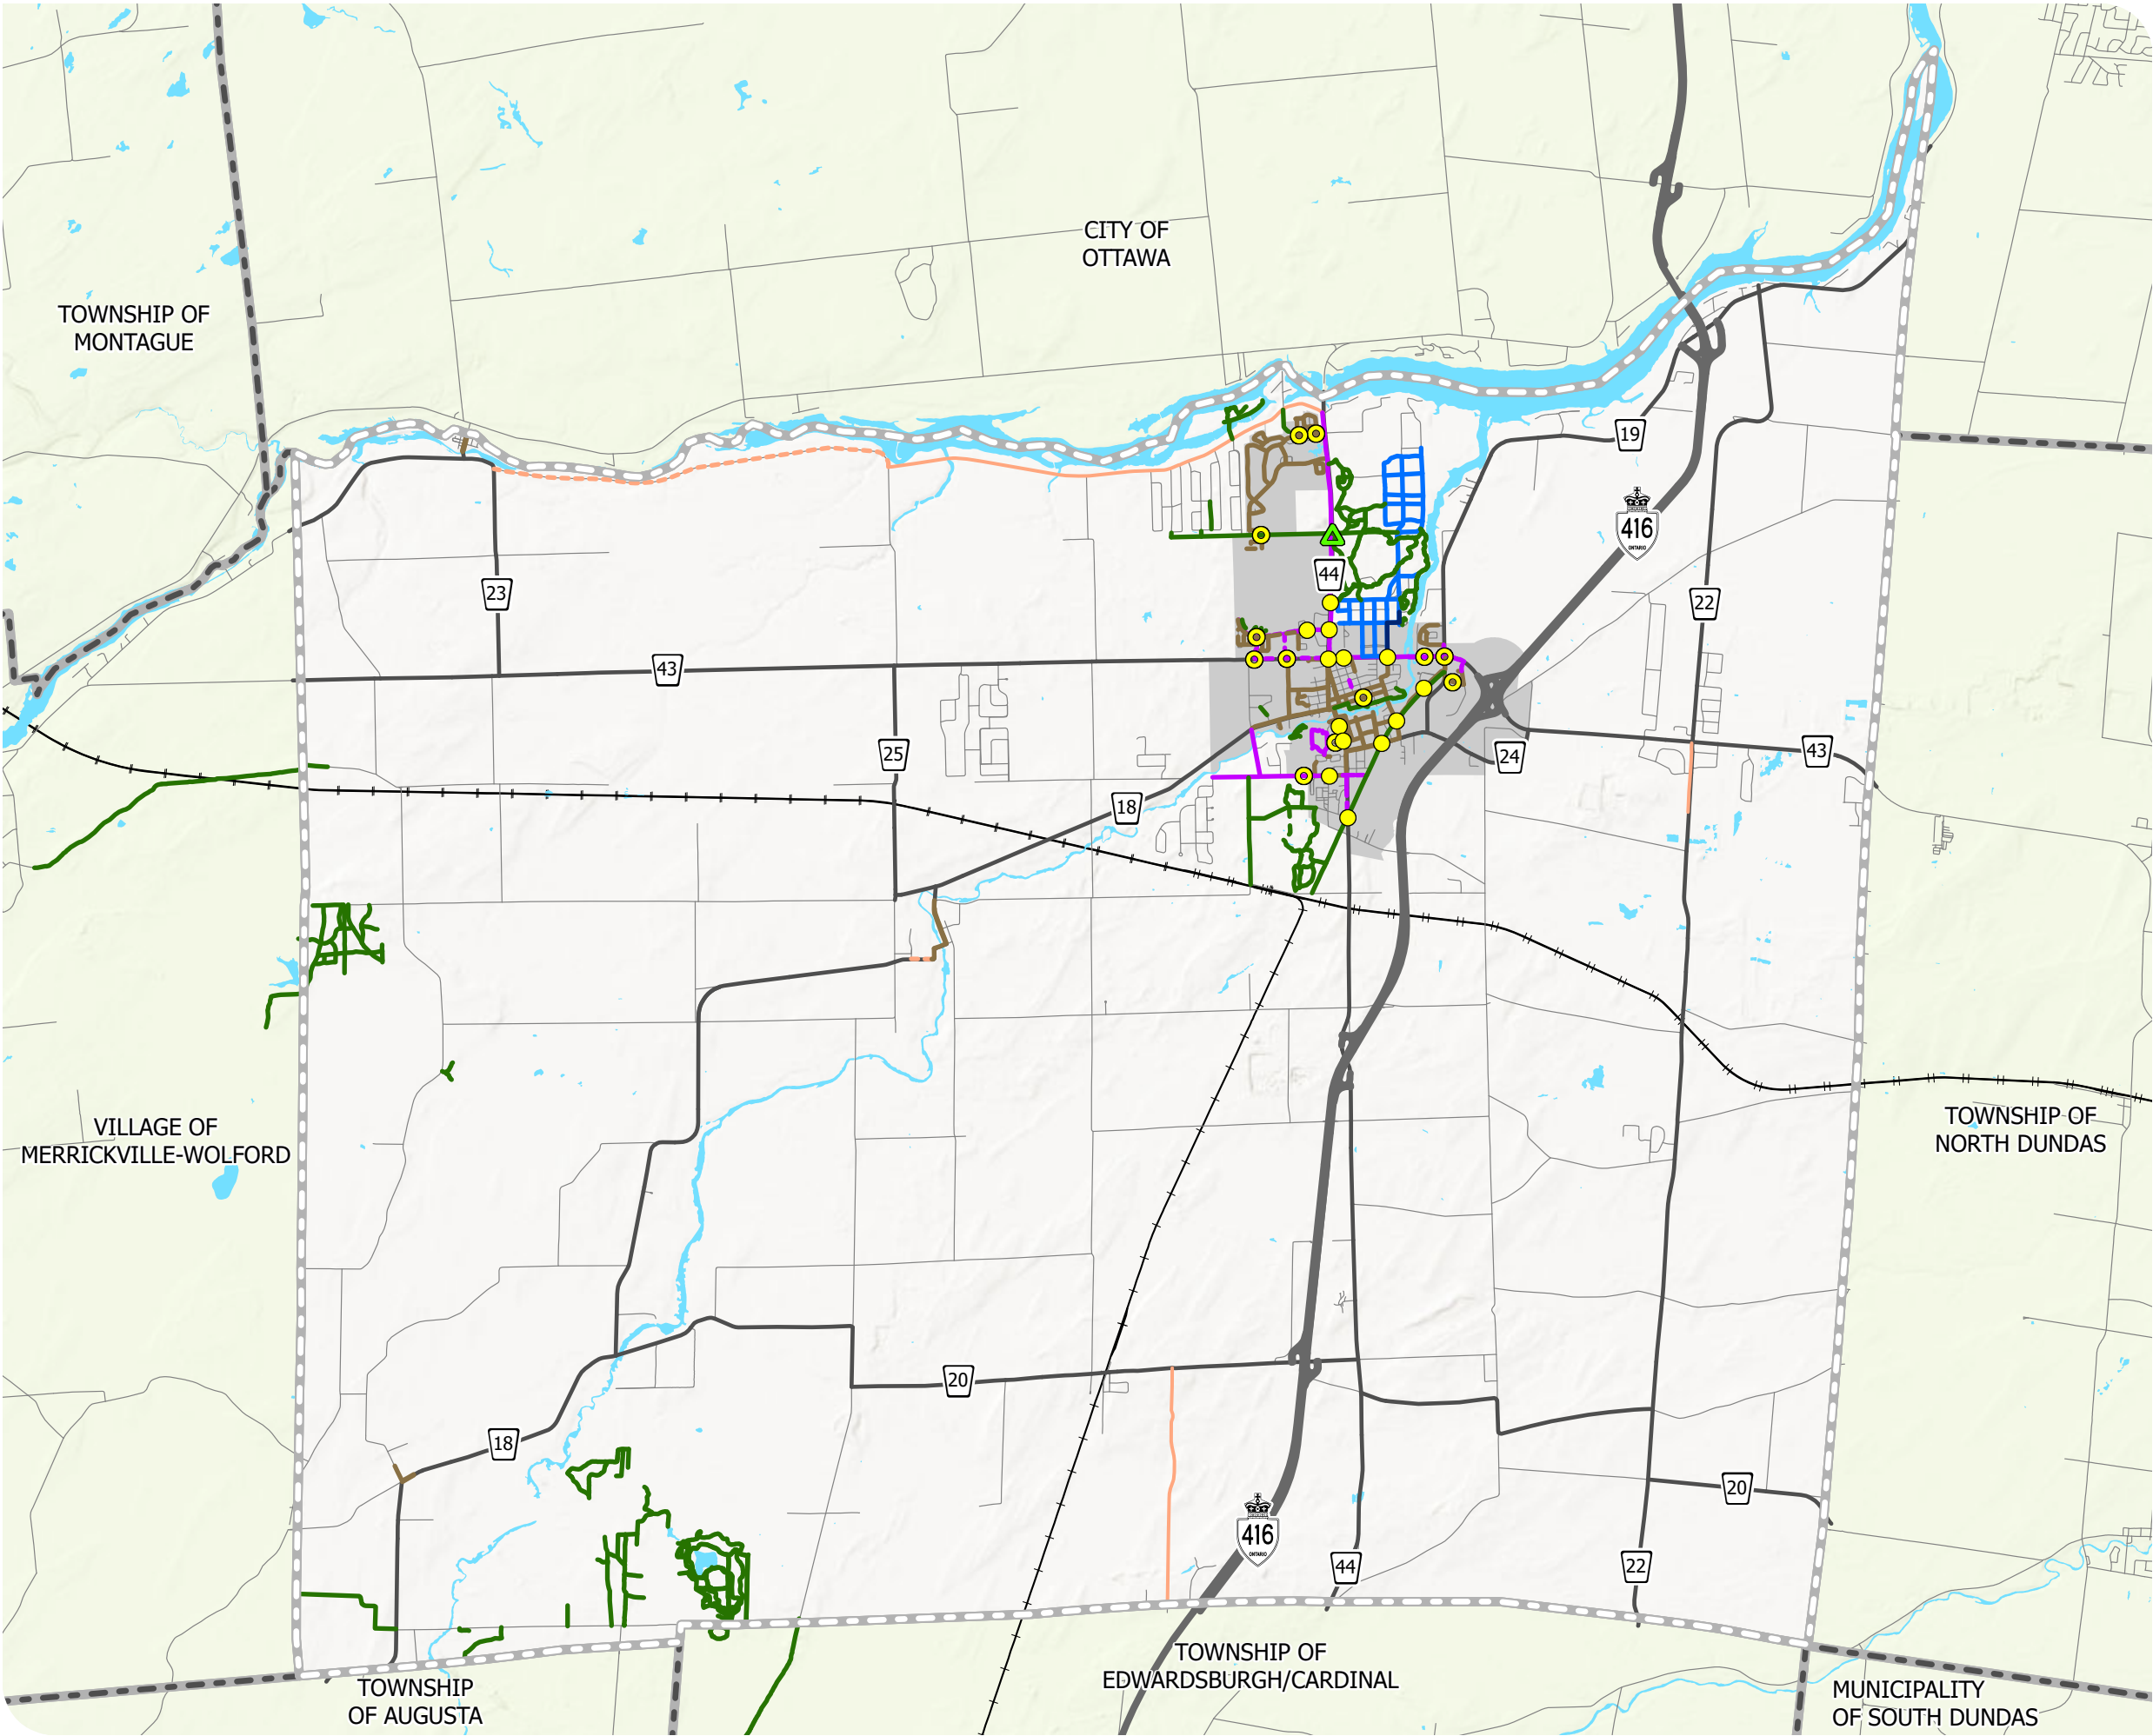 CITY OF
OTTAWA
TOWNSHIP OF
MONTAGUE
19
416
ONTARIO
44
23
22
43
43
25
24
18
VILLAGE OF
MERRICKVILLE-WOLFORD
TOWNSHIP OF
NORTH DUNDAS
20
18
20
416
ONTARIO
44
22
TOWNSHIP OF
EDWARDSBURGH/CARDINAL
TOWNSHIP
OF AUGUSTA
MUNICIPALITY
OF SOUTH DUNDAS